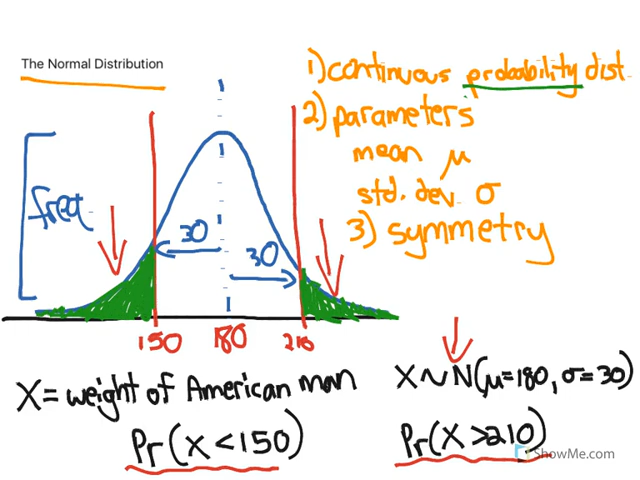 The Normal Distribution
1) continuous probability dist.
2) parameters
mean μ
std. dev. σ
3) symmetry
freq
30
30
150 180 210
X = weight of American man
X ~ N(μ=180, σ=30)
Pr(X < 150)
Pr(X > 210)
ShowMe.com